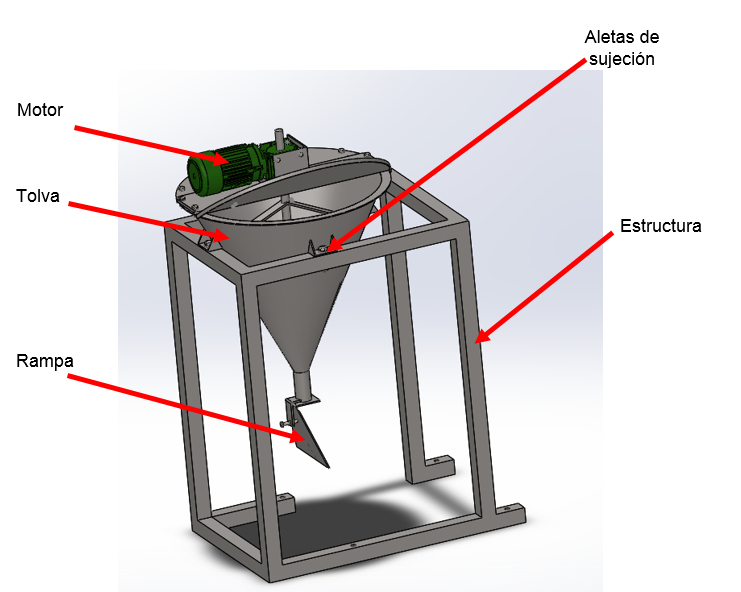 Aletas de
sujeción
Motor
Tolva
Estructura
Rampa